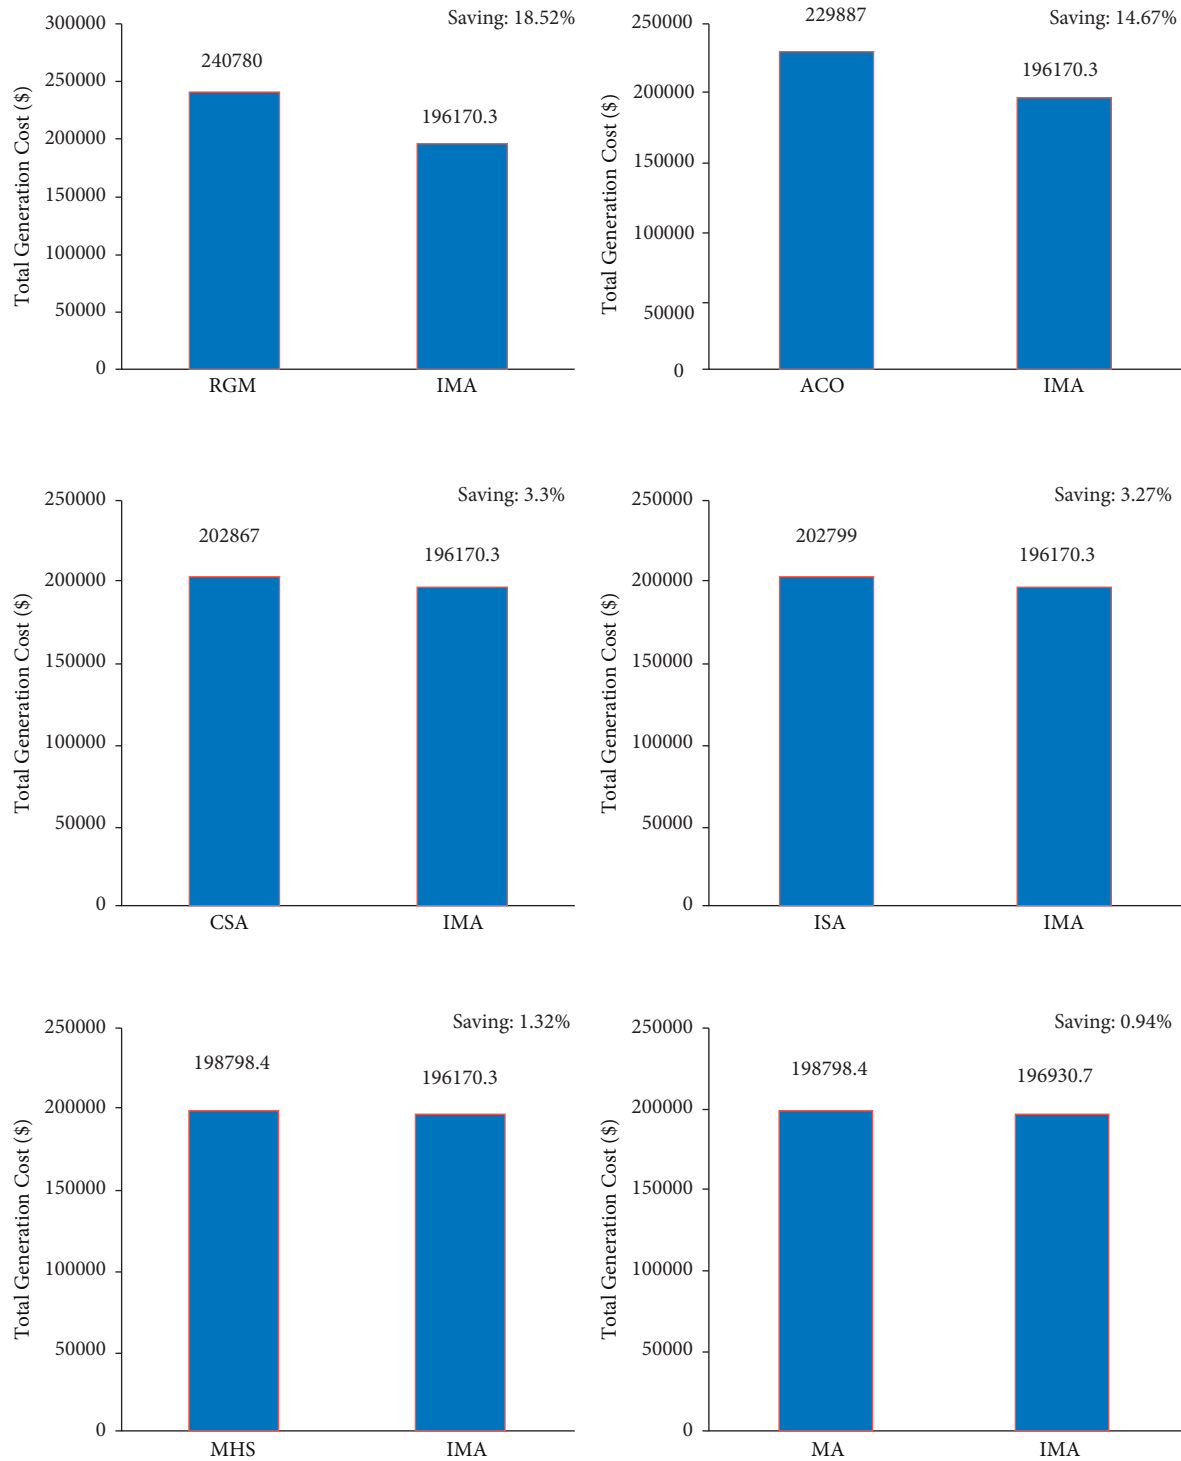 Saving: 18.52%
Total Generation Cost ($)
300000
250000
200000
150000
100000
50000
0
240780
196170.3
RGM
IMA
Saving: 14.67%
Total Generation Cost ($)
250000
200000
150000
100000
50000
0
229887
196170.3
ACO
IMA
Saving: 3.3%
Total Generation Cost ($)
250000
200000
150000
100000
50000
0
202867
196170.3
CSA
IMA
Saving: 3.27%
Total Generation Cost ($)
250000
200000
150000
100000
50000
0
202799
196170.3
ISA
IMA
Saving: 1.32%
Total Generation Cost ($)
250000
200000
150000
100000
50000
0
198798.4
196170.3
MHS
IMA
Saving: 0.94%
Total Generation Cost ($)
250000
200000
150000
100000
50000
0
198798.4
196930.7
MA
IMA